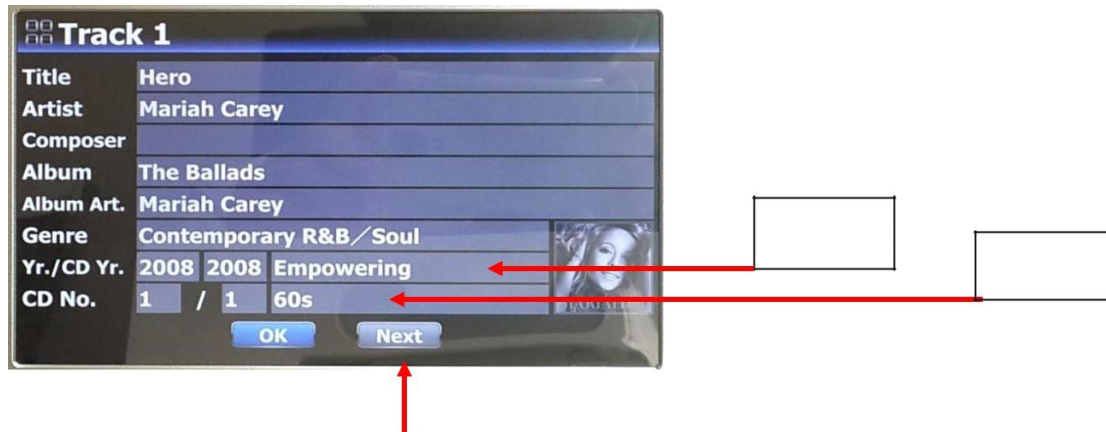 Track 1
Title Hero
Artist Mariah Carey
Composer
Album The Ballads
Album Art. Mariah Carey
Genre Contemporary R&B/Soul
Yr./CD Yr. 2008 2008 Empowering
CD No. 1 / 1 60s
OK Next